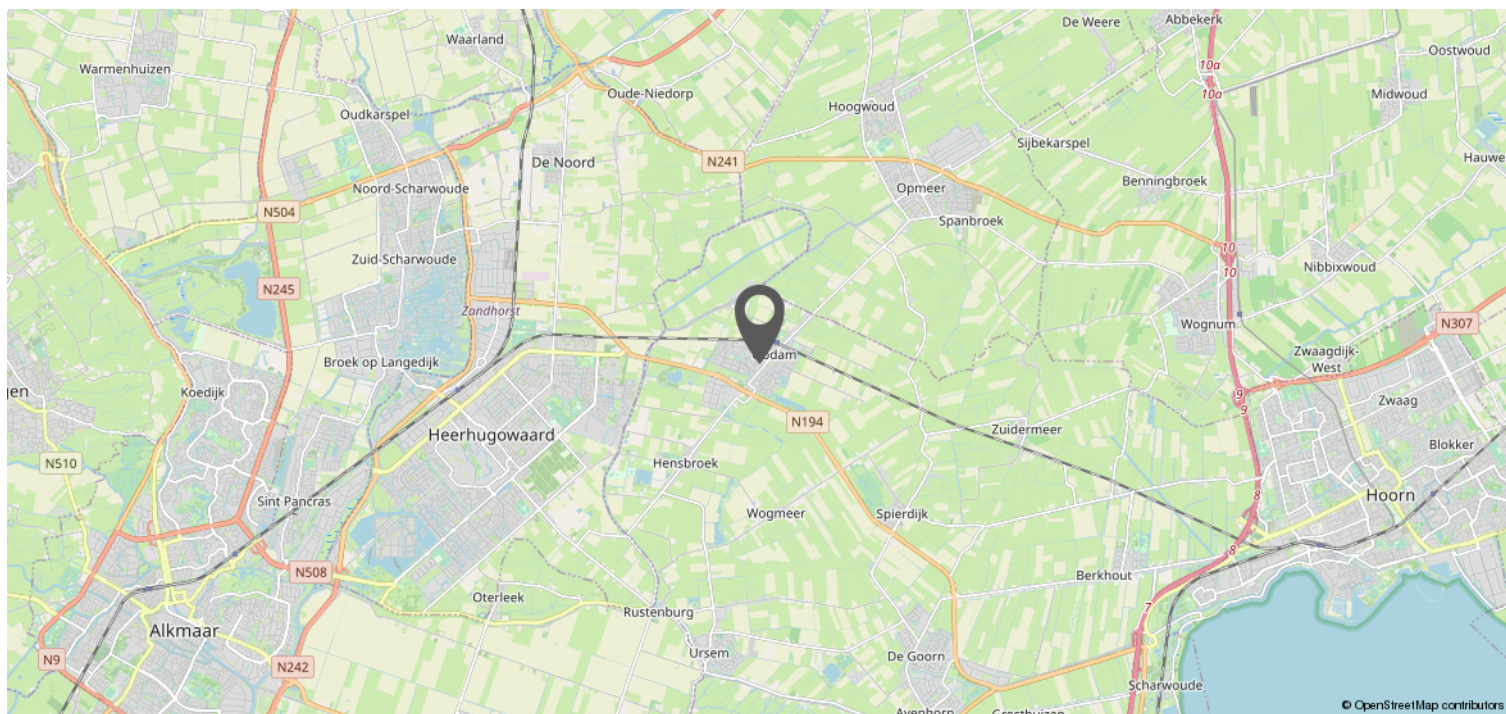 De Weere
Abbekerk
Waarland
Oostwoud
Warmenhuizen
10a
Oude-Niedorp
10a
Midwoud
Hoogwoud
Oudkarspel
Sijbekarspel
N241
De Noord
Hauwe
Benningbroek
Noord-Scharwoude
Opmeer
N504
Spanbroek
10
Zuid-Scharwoude
Nibbixwoud
10
N245
Zandhorst
Wognum
N307
Zwaagdijk-
West
Broek op Langedijk
Koedijk
gen
9
Zwaag
9
N194
Zuidermeer
Heerhugowaard
Blokker
N510
Hensbroek
8
Hoorn
Sint Pancras
Wogmeer
Spierdijk
8
N508
Berkhout
Oterleek
7
Rustenburg
Alkmaar
Ursem
De Goorn
N9
N242
Scharwoude
Avenhorn
Grosthuizen
© OpenStreetMap contributors